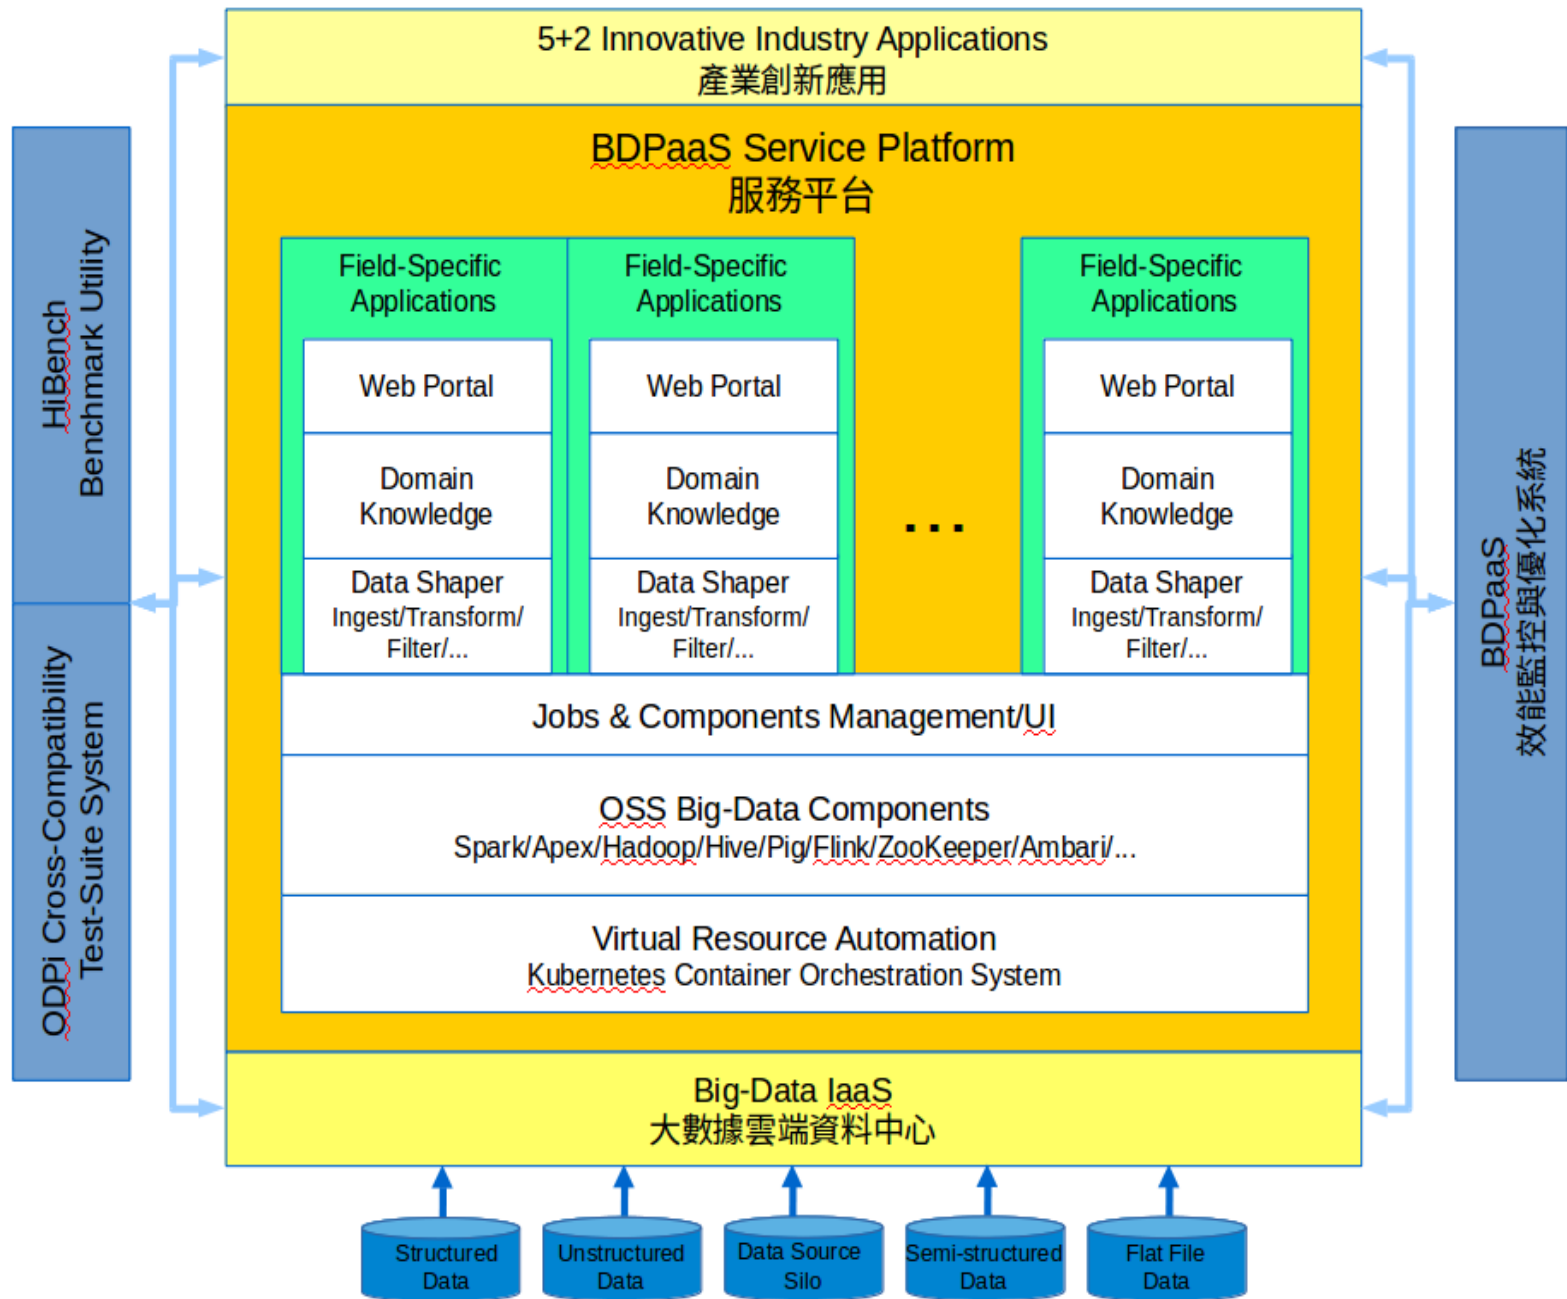 5+2 Innovative Industry Applications
產業創新應用
BDPaaS Service Platform
服務平台
HiBench
Benchmark Utility
ODPi Cross-Compatibility
Test-Suite System
Field-Specific
Applications
Web Portal
Domain
Knowledge
Data Shaper
Ingest/Transform/
Filter/...
Field-Specific
Applications
Web Portal
Domain
Knowledge
Data Shaper
Ingest/Transform/
Filter/...
...
Field-Specific
Applications
Web Portal
Domain
Knowledge
Data Shaper
Ingest/Transform/
Filter/...
BDPaaS
效能監控與優化系統
Jobs & Components Management/UI
OSS Big-Data Components
Spark/Apex/Hadoop/Hive/Pig/Flink/ZooKeeper/Ambari/...
Virtual Resource Automation
Kubernetes Container Orchestration System
Big-Data IaaS
大數據雲端資料中心
Structured
Data
Unstructured
Data
Data Source
Silo
Semi-structured
Data
Flat File
Data